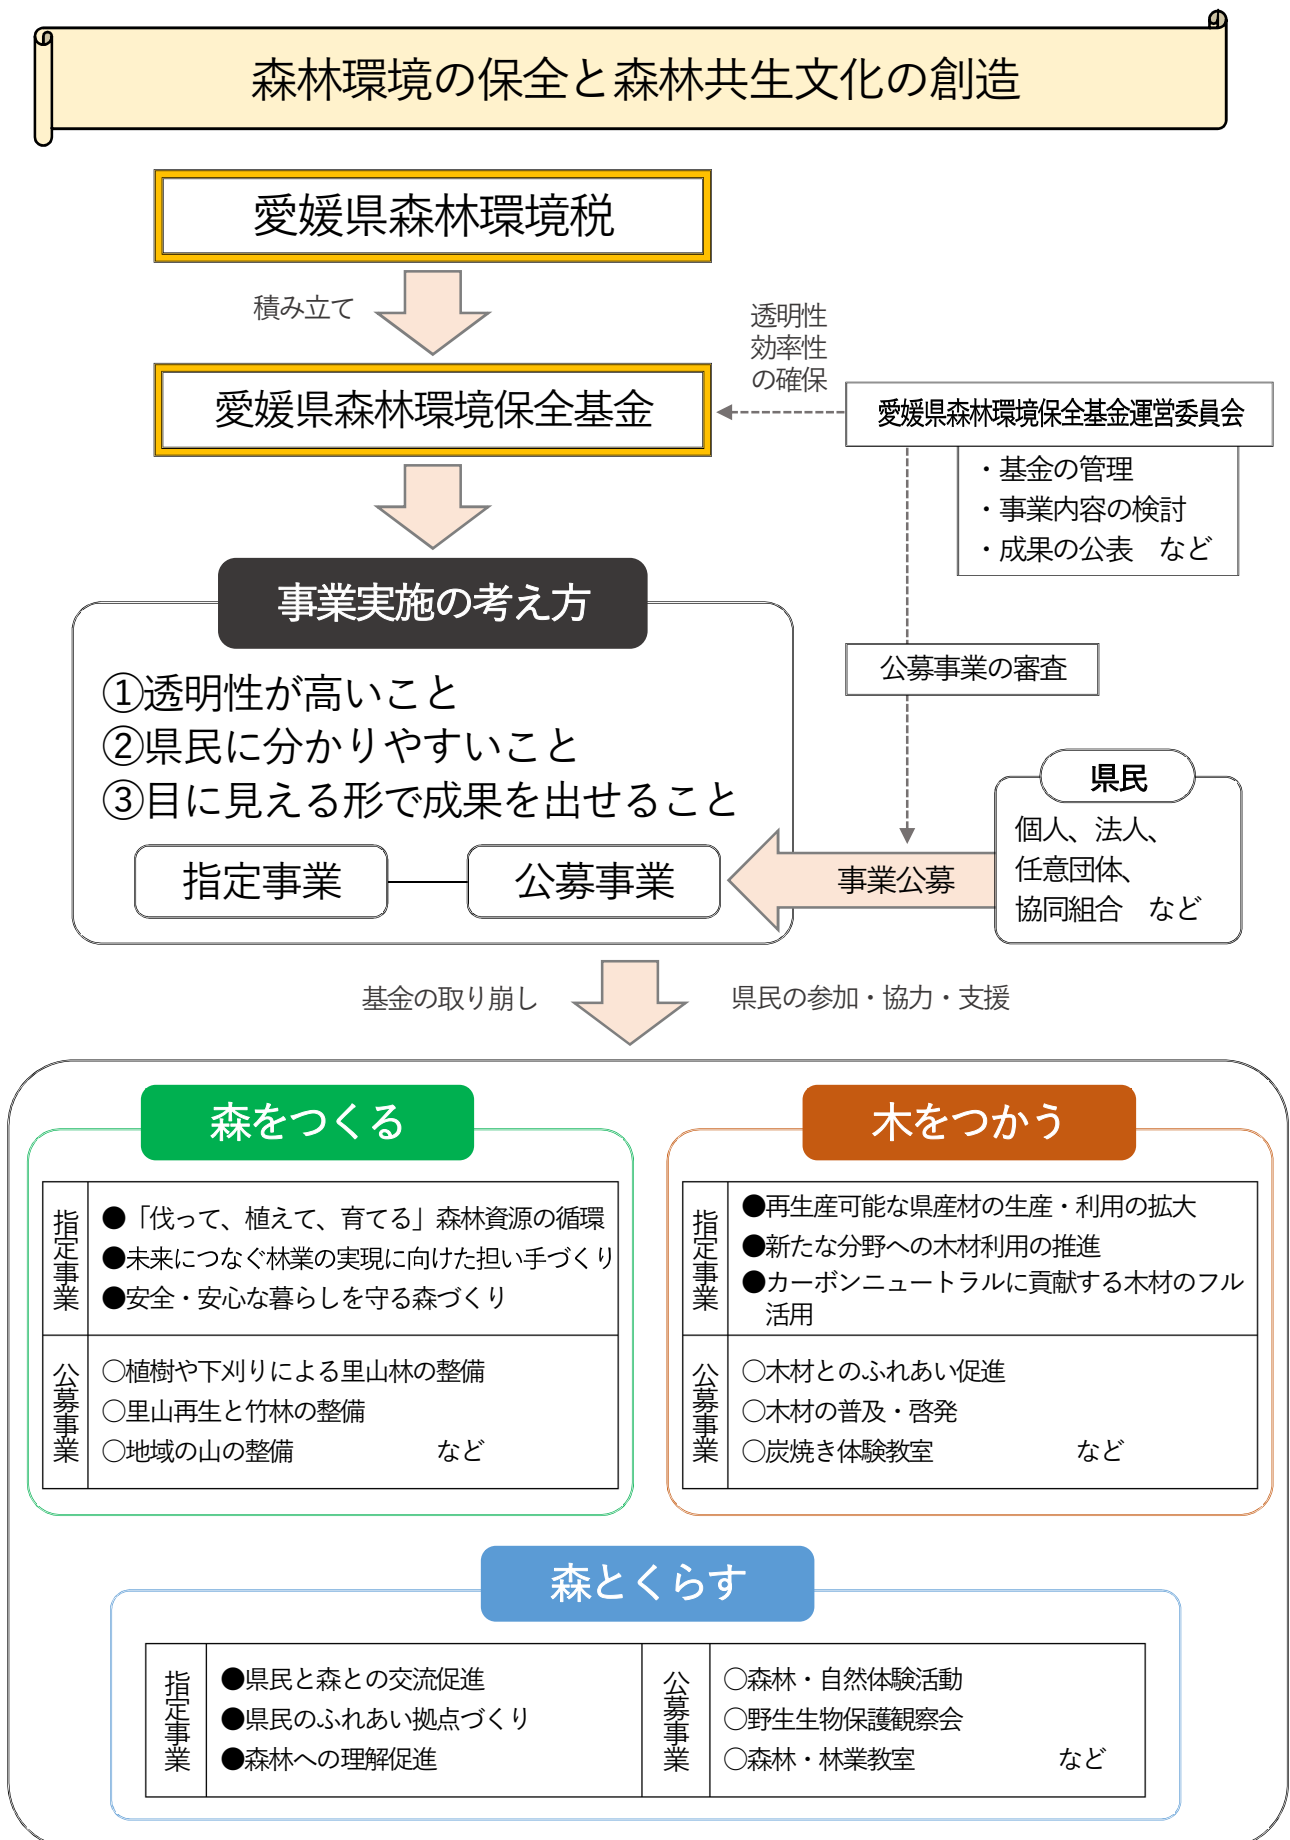 森林環境の保全と森林共生文化の創造
愛媛県森林環境税
積み立て
愛媛県森林環境保全基金
透明性
効率性
の確保
愛媛県森林環境保全基金運営委員会
・基金の管理
・事業内容の検討
・成果の公表　など
事業実施の考え方
①透明性が高いこと
②県民に分かりやすいこと
③目に見える形で成果を出せること
指定事業
公募事業
公募事業の審査
県民
個人、法人、
任意団体、
協同組合　など
事業公募
基金の取り崩し
県民の参加・協力・支援
森をつくる
指定事業
●「伐って、植えて、育てる」森林資源の循環
●未来につなぐ林業の実現に向けた担い手づくり
●安全・安心な暮らしを守る森づくり
公募事業
○植樹や下刈りによる里山林の整備
○里山再生と竹林の整備
○地域の山の整備　　　　　　など
木をつかう
指定事業
●再生産可能な県産材の生産・利用の拡大
●新たな分野への木材利用の推進
●カーボンニュートラルに貢献する木材のフル
活用
公募事業
○木材とのふれあい促進
○木材の普及・啓発
○炭焼き体験教室　　　　　　など
森とくらす
指定事業
●県民と森との交流促進
●県民のふれあい拠点づくり
●森林への理解促進
公募事業
○森林・自然体験活動
○野生生物保護観察会
○森林・林業教室　　　　　　など